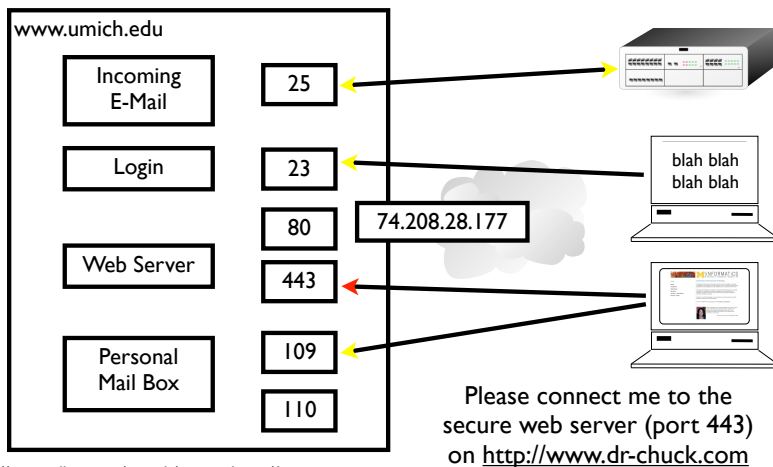 www.umich.edu
Incoming
E-Mail
25
Login
23
blah blah
blah blah
80
74.208.28.177
Web Server
443
INFORMATICS
Personal
Mail Box
109
110
Please connect me to the
secure web server (port 443)
on http://www.dr-chuck.com